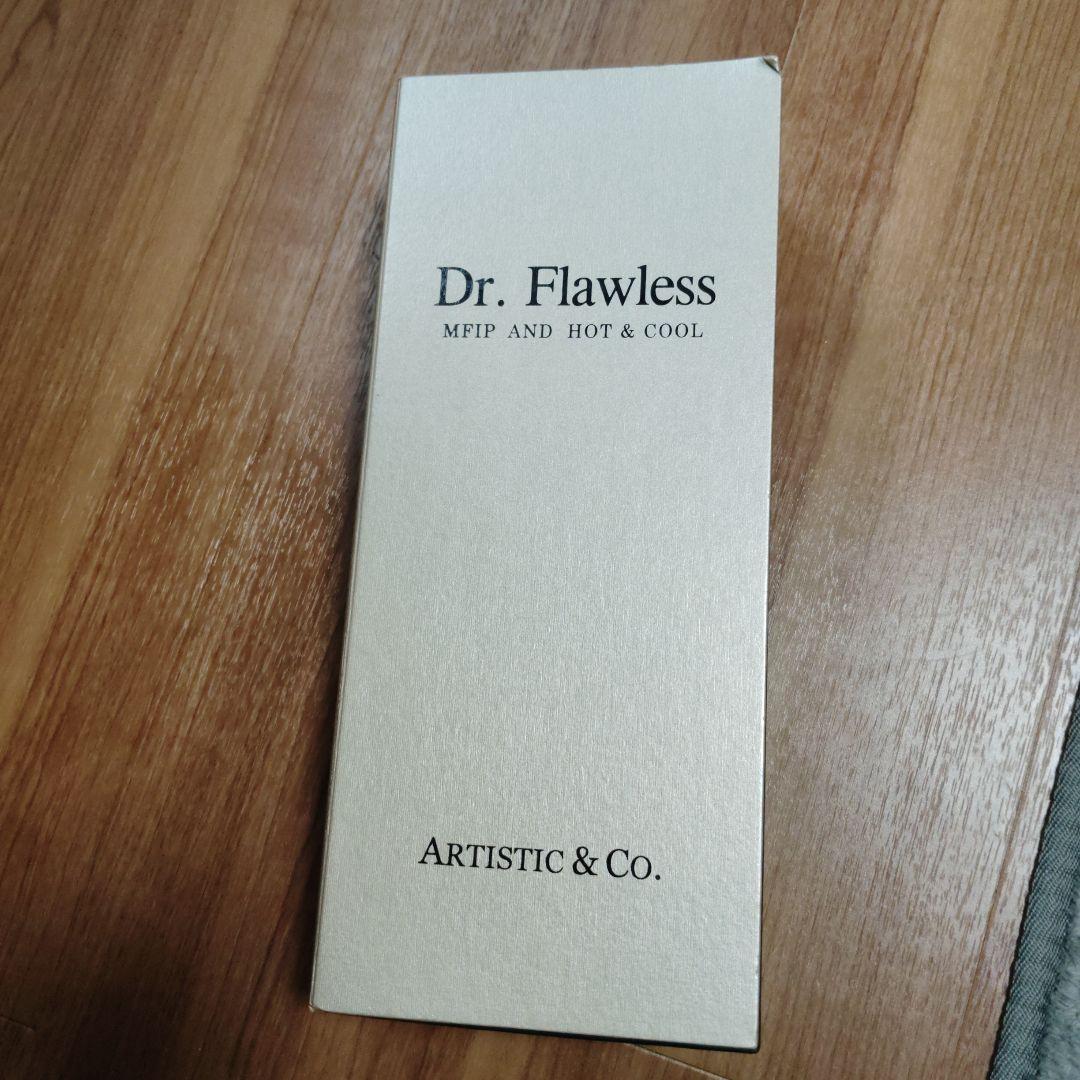 Dr. Flawless
MFIP AND HOT & COOL
ARTISTIC & CO.